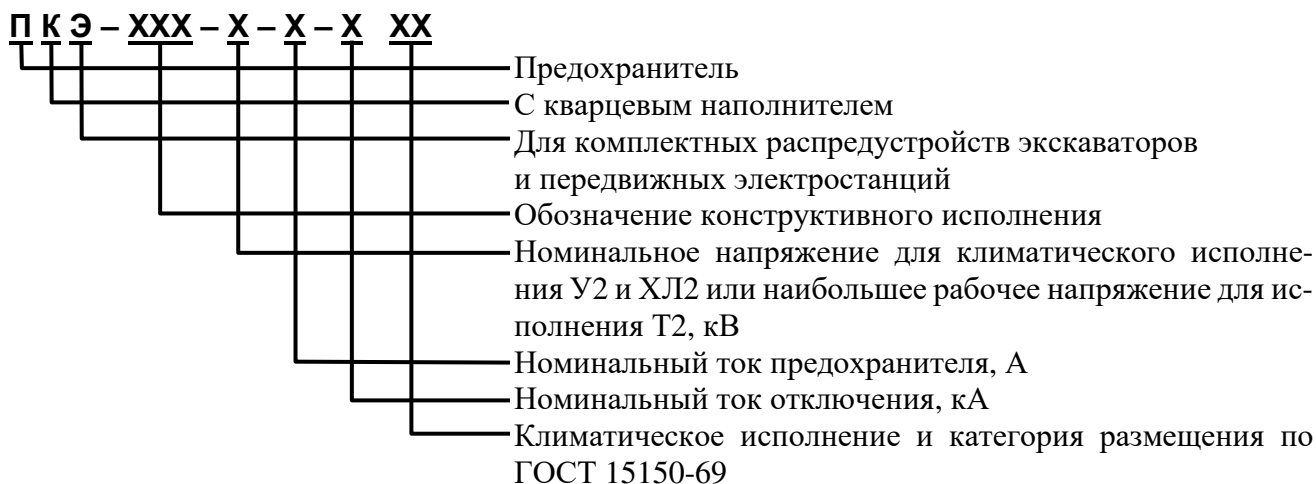 П К Э – ХХХ – Х – Х – Х ХХ
Предохранитель
С кварцевым наполнителем
Для комплектных распредустройств экскаваторов
и передвижных электростанций
Обозначение конструктивного исполнения
Номинальное напряжение для климатического исполне-
ния У2 и ХЛ2 или наибольшее рабочее напряжение для ис-
полнения Т2, кВ
Номинальный ток предохранителя, А
Номинальный ток отключения, кА
Климатическое исполнение и категория размещения по
ГОСТ 15150-69